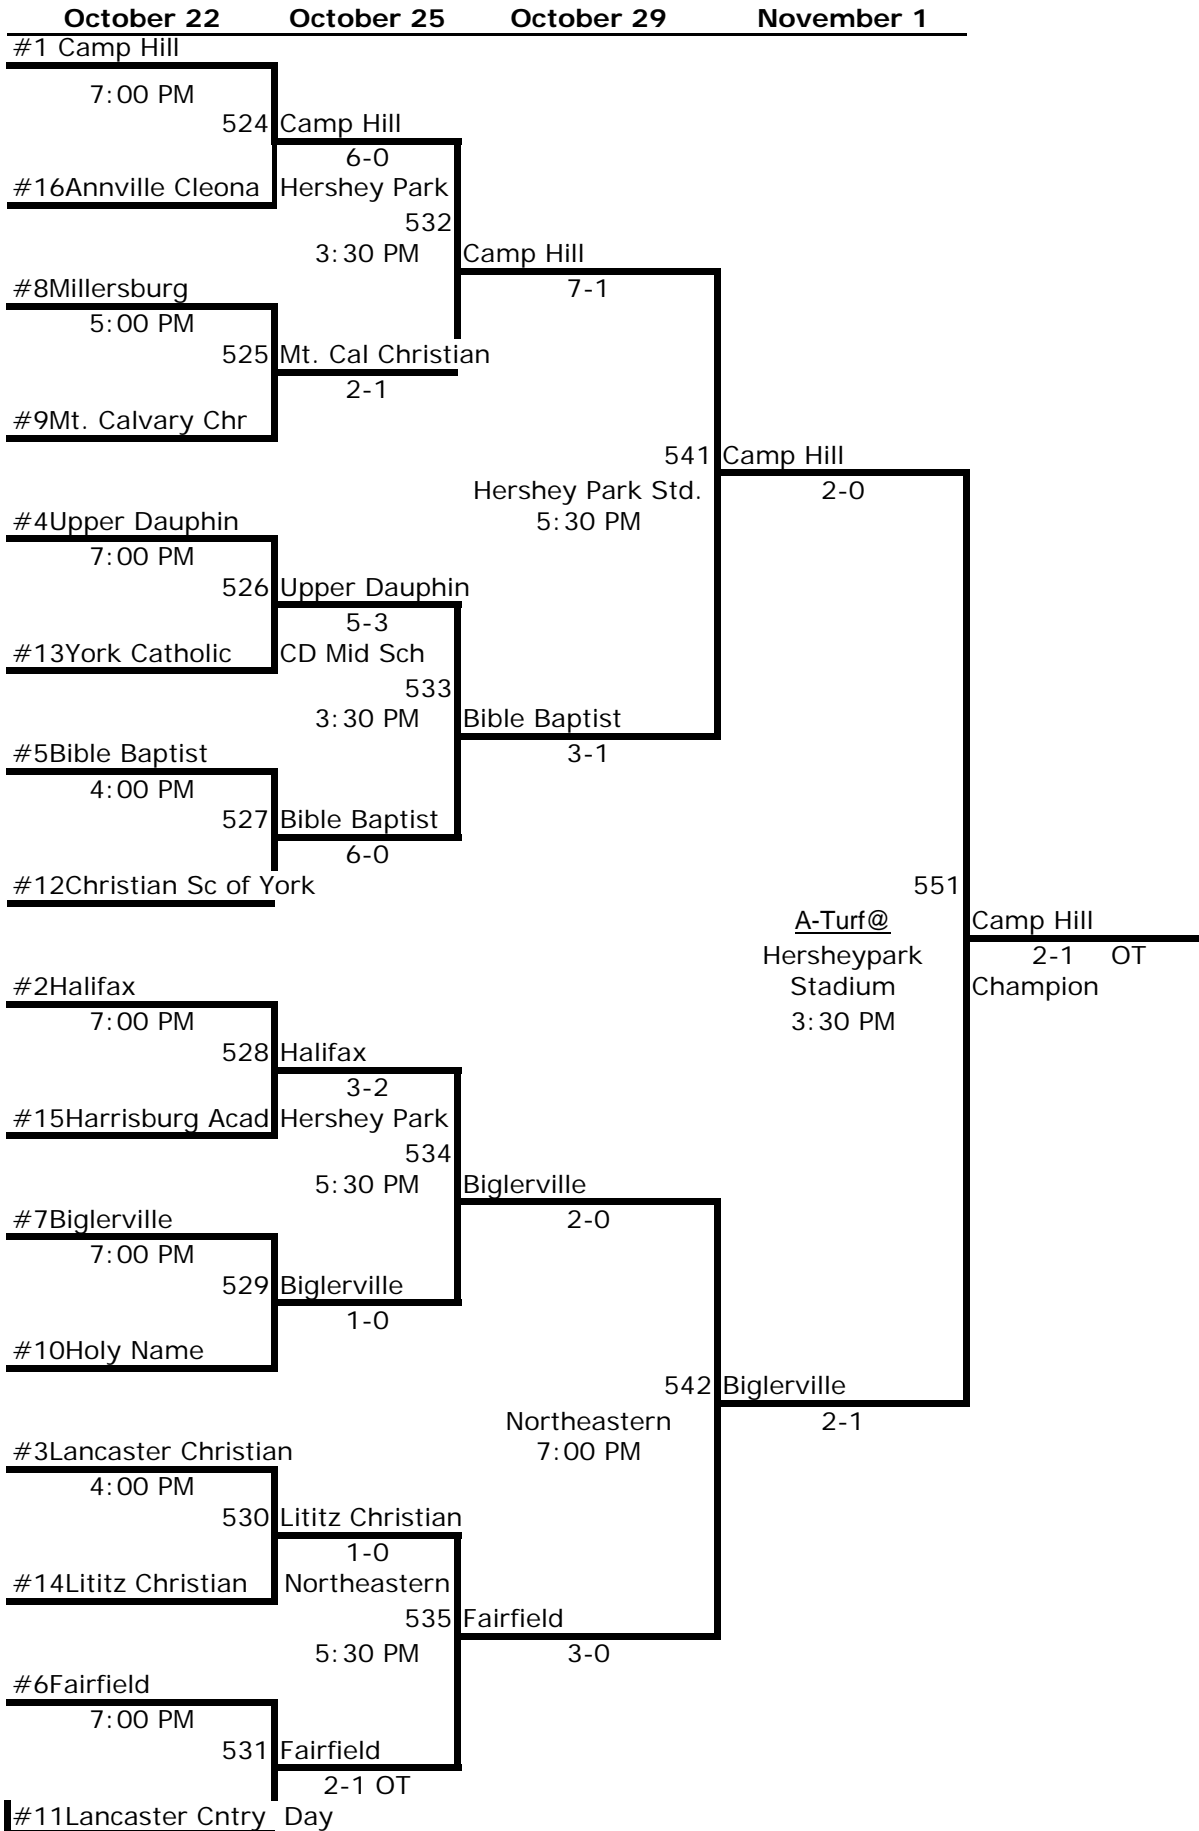 October 22 October 25 October 29 November 1
#1 Camp Hill
7:00 PM
524 Camp Hill
6-0
#16Annville Cleona Hershey Park
532
3:30 PM Camp Hill
#8Millersburg 7-1
5:00 PM
525 Mt. Cal Christian
2-1
#9Mt. Calvary Chr
541 Camp Hill
Hershey Park Std. 2-0
#4Upper Dauphin 5:30 PM
7:00 PM
526 Upper Dauphin
5-3
#13York Catholic CD Mid Sch
533
3:30 PM Bible Baptist
#5Bible Baptist 3-1
4:00 PM
527 Bible Baptist
6-0
#12Christian Sc of York 551
A-Turf@ Camp Hill
Hersheypark 2-1 OT
#2Halifax Stadium Champion
7:00 PM 3:30 PM
528 Halifax
3-2
#15Harrisburg Acad Hershey Park
534
5:30 PM Biglerville
#7Biglerville 2-0
7:00 PM
529 Biglerville
1-0
#10Holy Name
542 Biglerville
Northeastern 2-1
#3Lancaster Christian 7:00 PM
4:00 PM
530 Lititz Christian
1-0
#14Lititz Christian Northeastern
535 Fairfield
5:30 PM 3-0
#6Fairfield
7:00 PM
531 Fairfield
2-1 OT
#11Lancaster Cntry Day